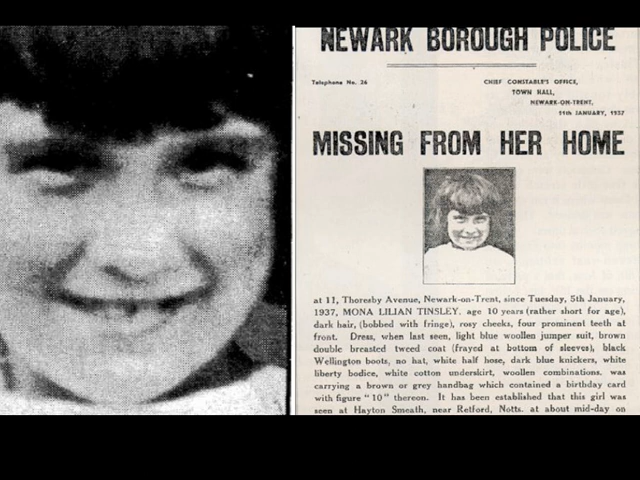 NEWARK BOROUGH POLICE
Telephone No. 26
CHIEF CONSTABLE'S OFFICE,
TOWN HALL,
NEWARK-ON-TRENT,
11th JANUARY, 1937
MISSING FROM HER HOME
at 11, Thoresby Avenue, Newark-on-Trent, since Tuesday, 5th January,
1937, MONA LILIAN TINSLEY, age 10 years (rather short for age),
dark hair, (bobbed with fringe), rosy cheeks, four prominent teeth at
front. Dress, when last seen, light blue woollen jumper suit, brown
double breasted tweed coat (frayed at bottom of sleeves), black
Wellington boots, no hat, white half hose, dark blue knickers, white
liberty bodice, white cotton underskirt, woollen combinations, was
carrying a brown or grey handbag which contained a birthday card
with figure "10" thereon. It has been established that this girl was
seen at Hayton Smeath, near Retford, Notts. at about mid-day on